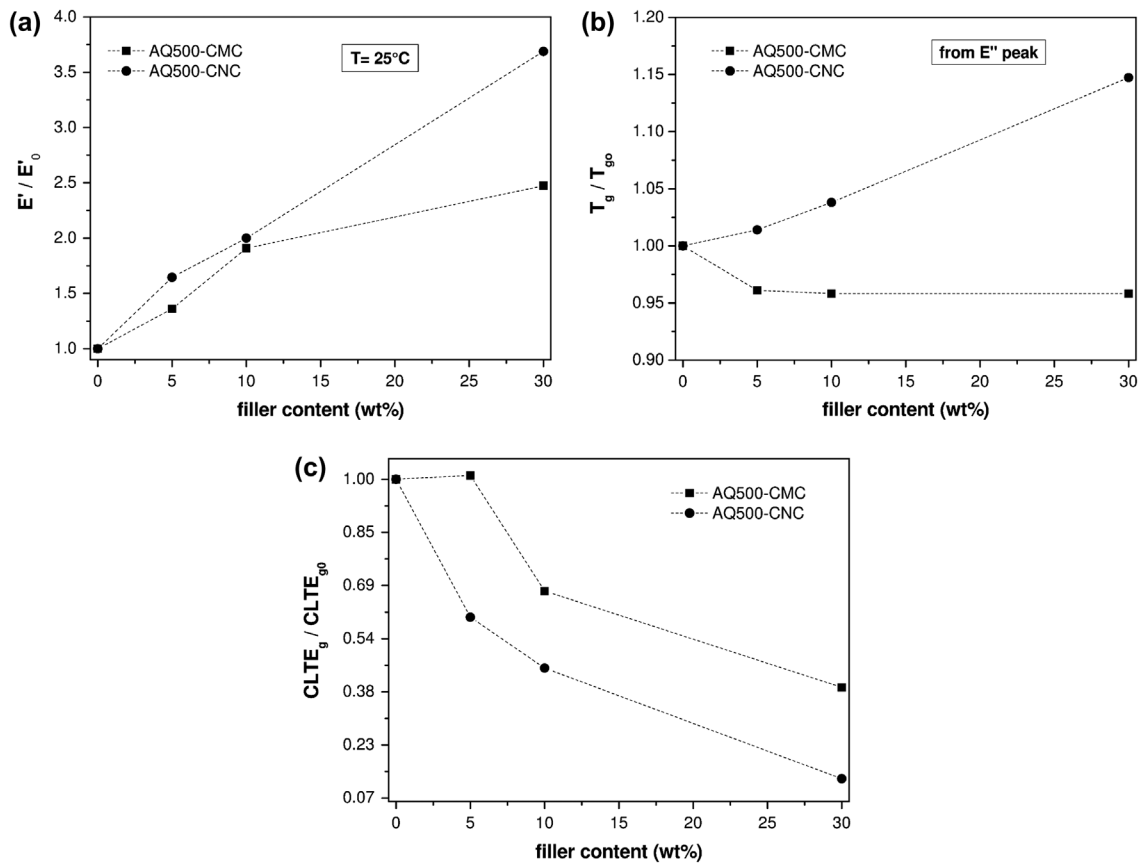 (a)
4.0
3.5
3.0
2.5
2.0
1.5
1.0
E' / E'0
AQ500-CMC
AQ500-CNC
T= 25°C
0 5 10 15 20 25 30
filler content (wt%)
(b)
1.20
1.15
1.10
1.05
1.00
0.95
0.90
Tg / Tgo
AQ500-CMC
AQ500-CNC
from E" peak
0 5 10 15 20 25 30
filler content (wt%)
(c)
1.00
0.85
0.69
0.54
0.38
0.23
0.07
CLTEg / CLTEg0
AQ500-CMC
AQ500-CNC
0 5 10 15 20 25 30
filler content (wt%)